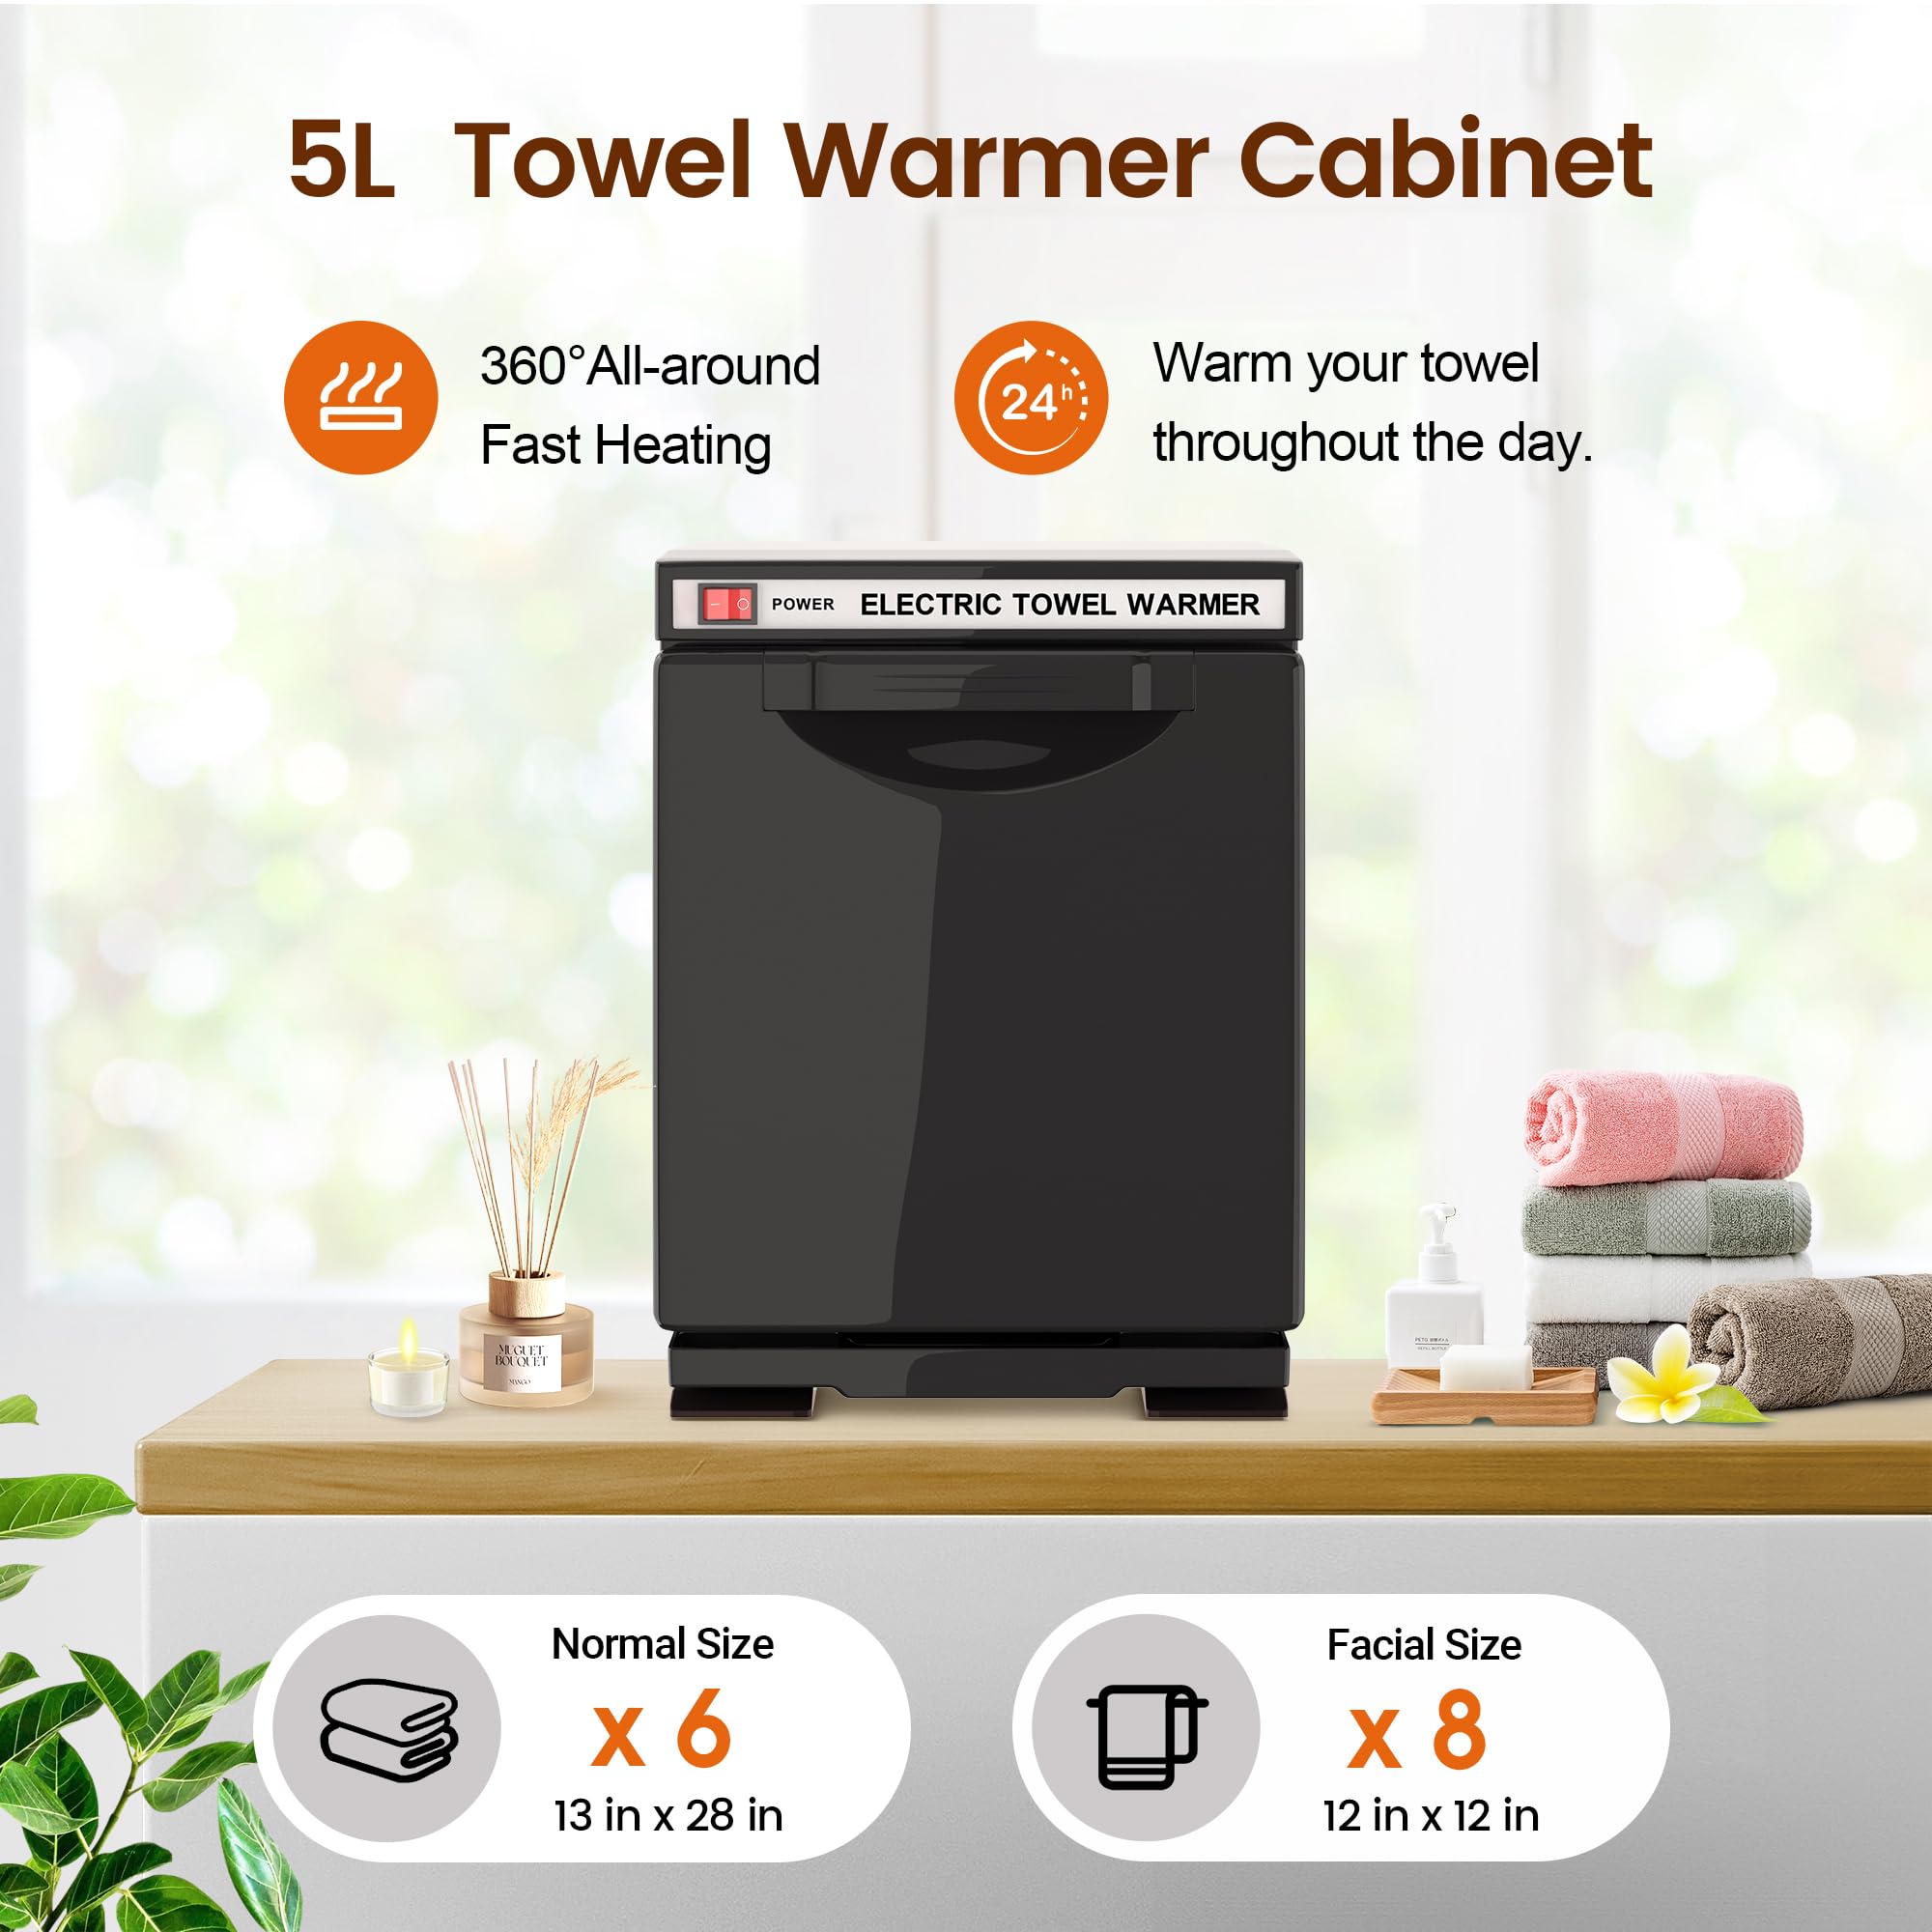 5L Towel Warmer Cabinet
360°All-around
Fast Heating
24h
Warm your towel
throughout the day.
POWER ELECTRIC TOWEL WARMER
MUGUET
BOUQUET
MANGO
Normal Size
x 6
13 in x 28 in
Facial Size
x 8
12 in x 12 in